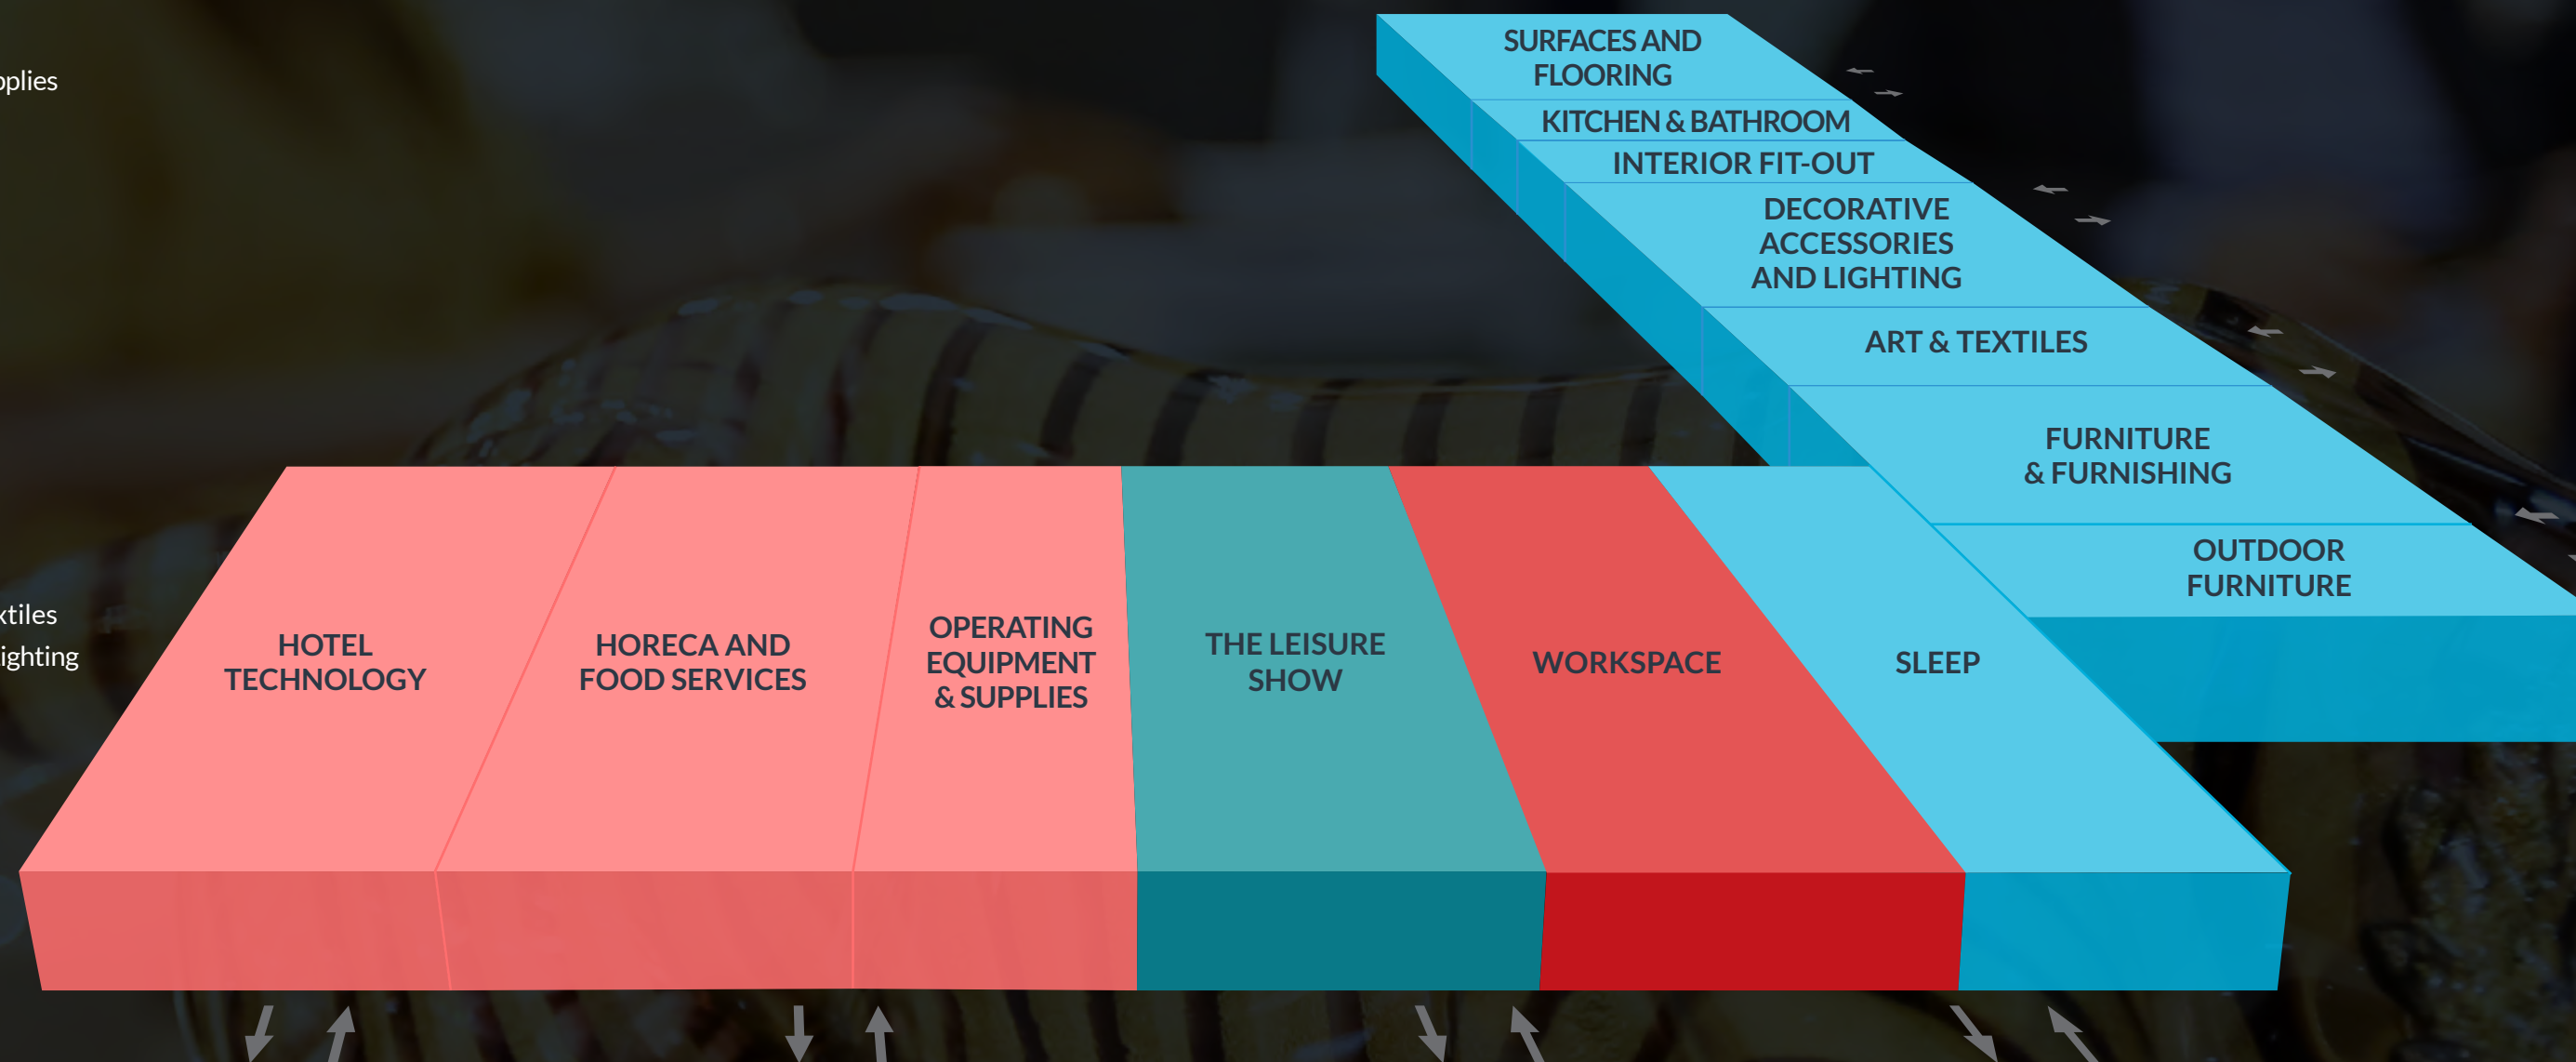 SURFACES AND
FLOORING
KITCHEN & BATHROOM
INTERIOR FIT-OUT
DECORATIVE
ACCESSORIES
AND LIGHTING
ART & TEXTILES
FURNITURE
& FURNISHING
OUTDOOR
FURNITURE
HOTEL
TECHNOLOGY
HORECA AND
FOOD SERVICES
OPERATING
EQUIPMENT
& SUPPLIES
THE LEISURE
SHOW
WORKSPACE
SLEEP